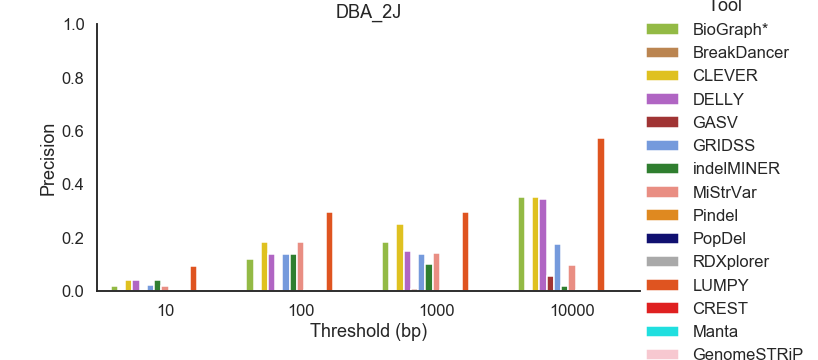 DBA_2J
Precision
1.0
0.8
0.6
0.4
0.2
0.0
10
100
1000
10000
Threshold (bp)
Tool
BioGraph*
BreakDancer
CLEVER
DELLY
GASV
GRIDSS
indelMINER
MiStrVar
Pindel
PopDel
RDXplorer
LUMPY
CREST
Manta
GenomeSTRiP